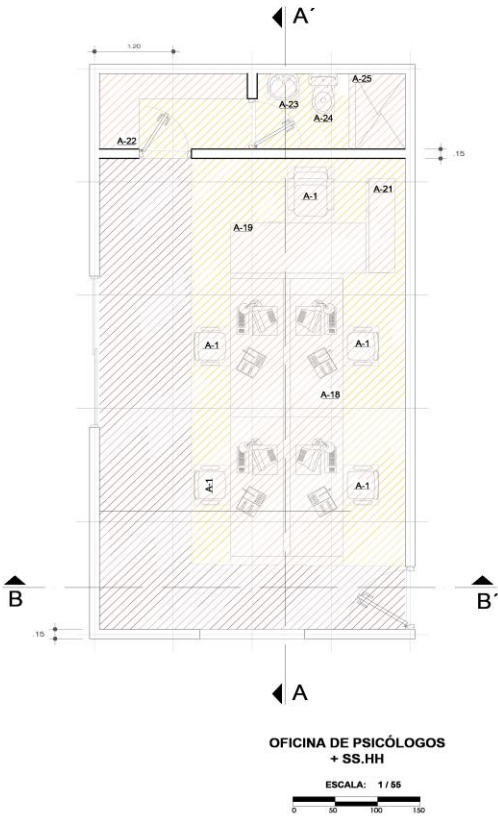 A´
1.20
A-25
A-23
A-24
A-22
.15
A-1
A-21
A-19
A-1
A-1
A-18
A-1
A-1
B
B´
.15
A
OFICINA DE PSICÓLOGOS
+ SS.HH
ESCALA: 1 / 55
0 50 100 150